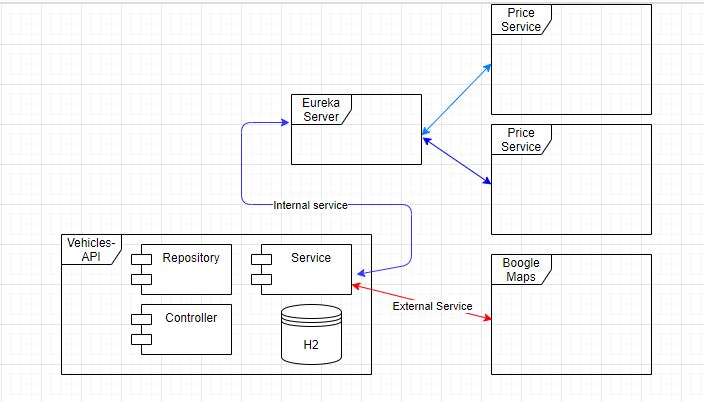 Price
Service
Eureka
Server
Price
Service
Internal service
Vehicles-
API
Repository
Service
Boogle
Maps
External Service
Controller
H2